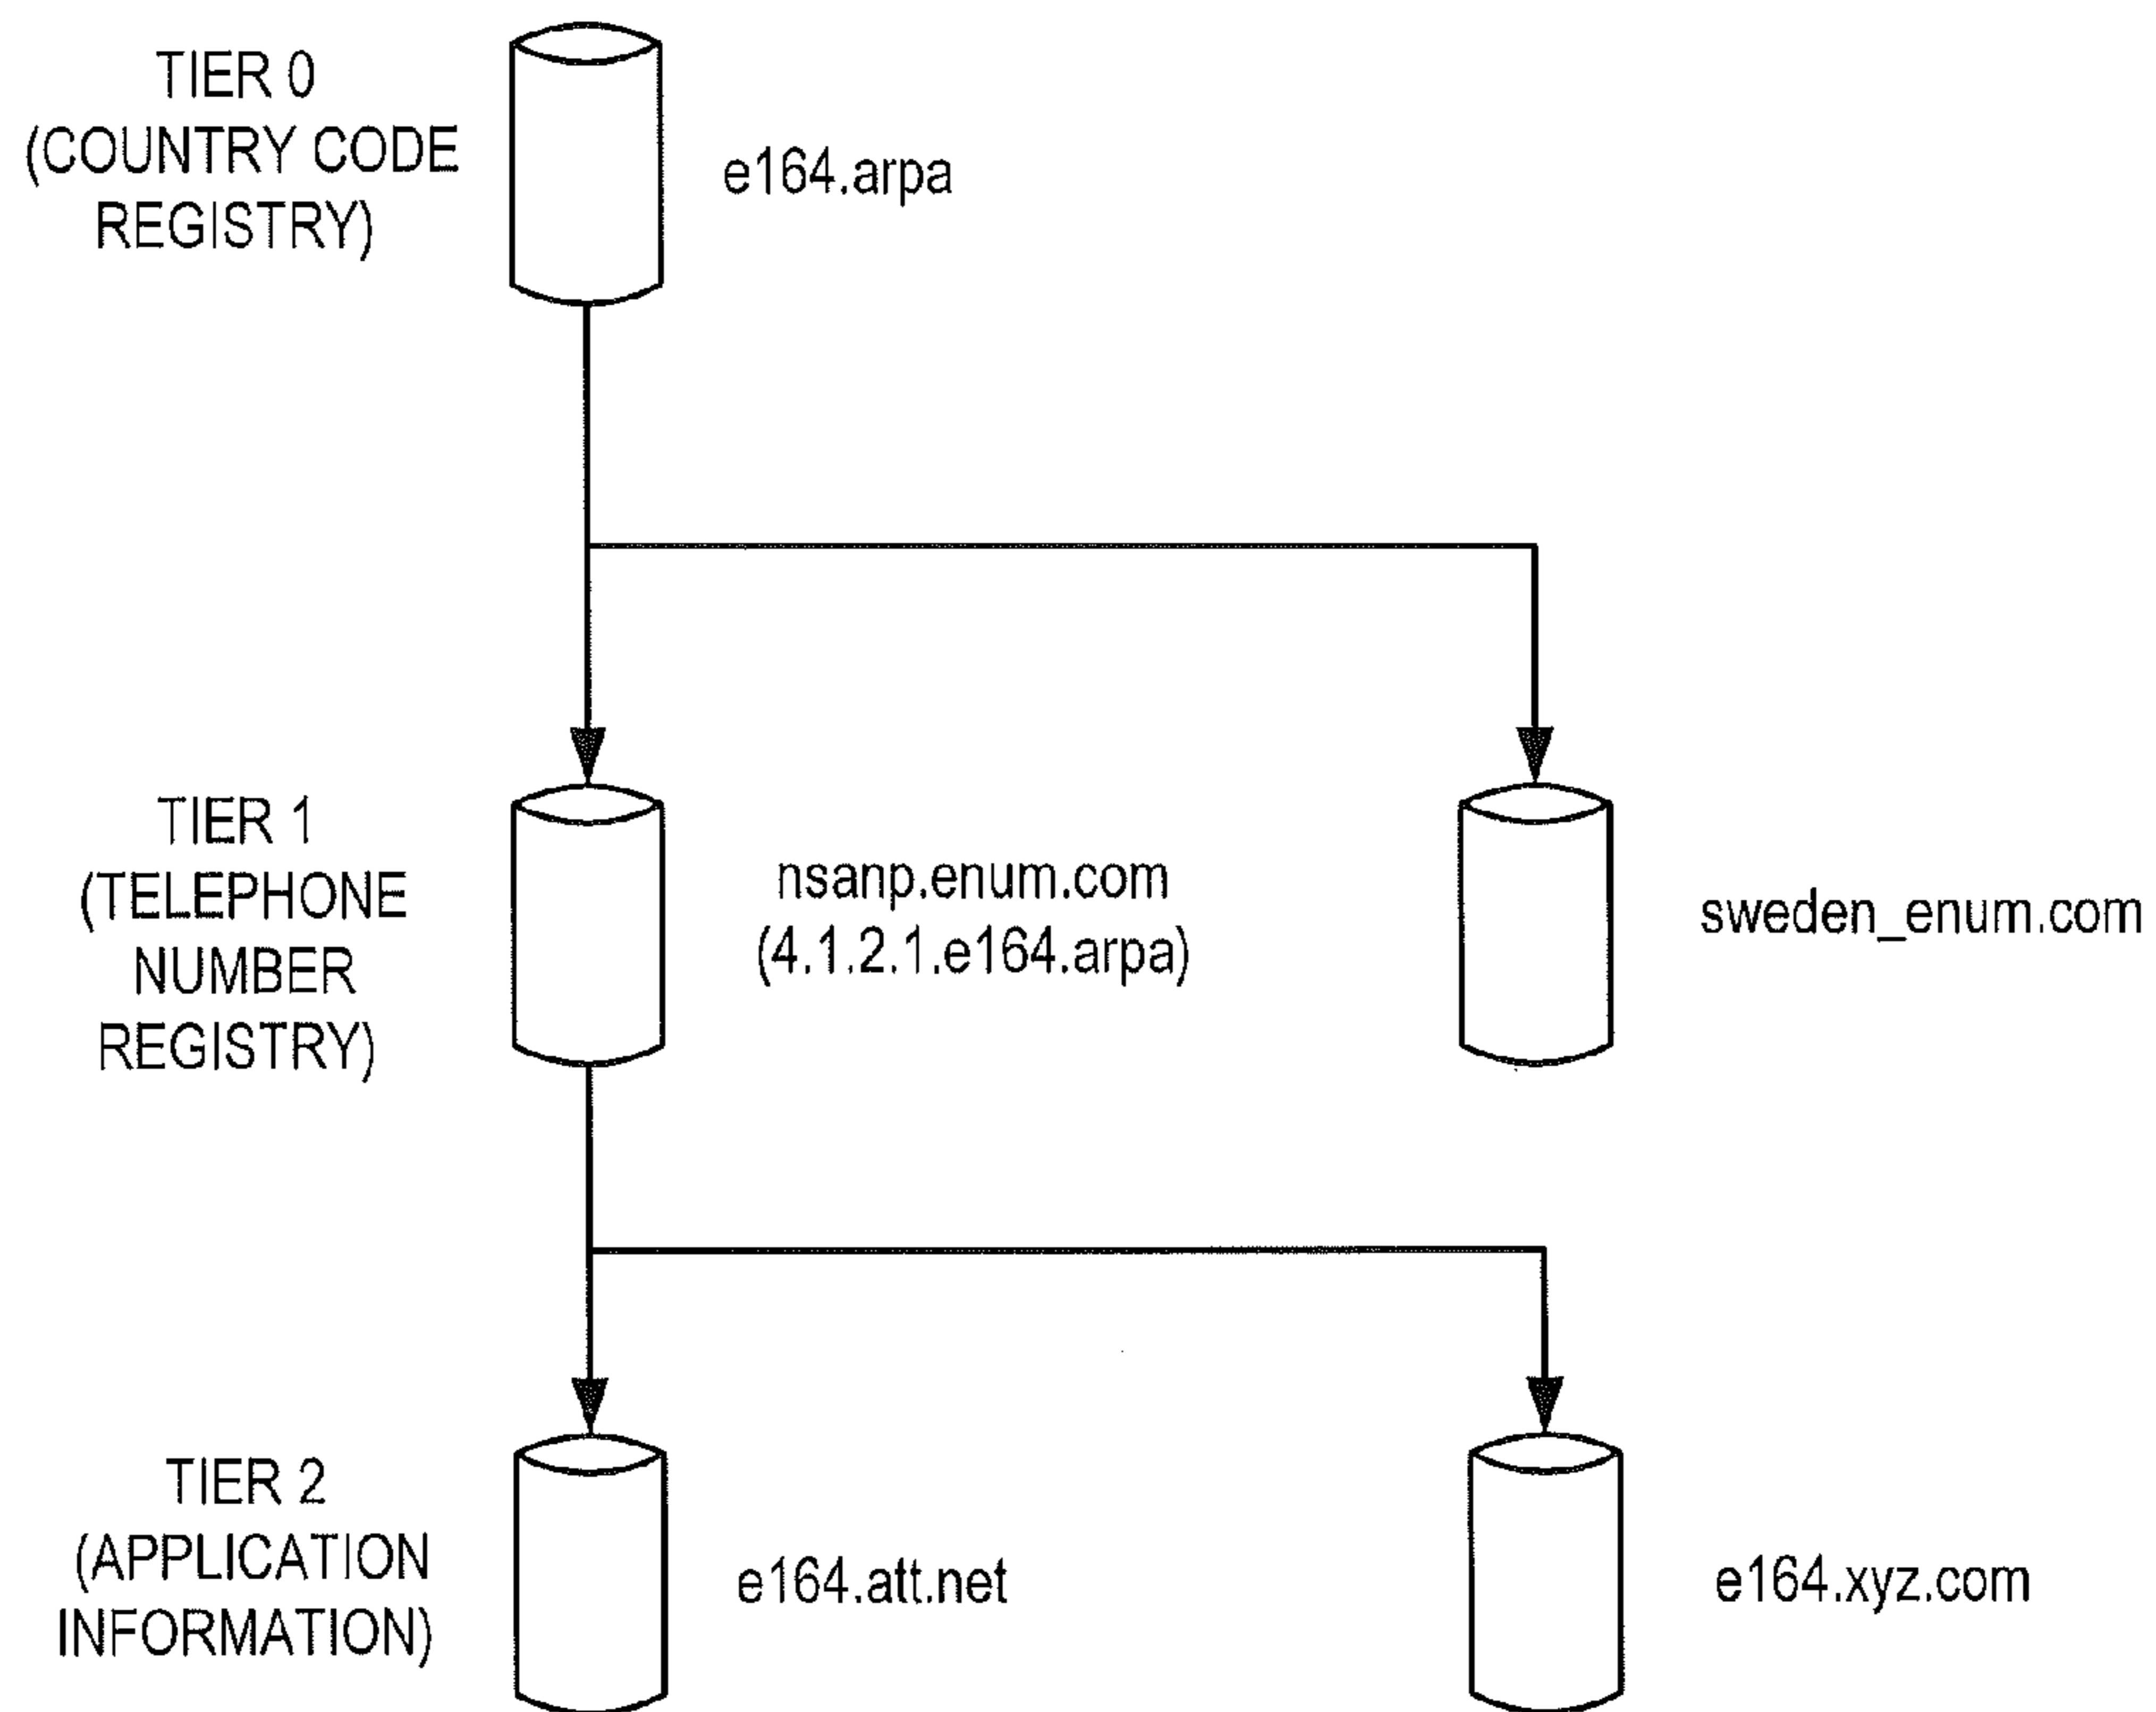 TIER 0
(COUNTRY CODE
REGISTRY)
e164.arpa
TIER 1
(TELEPHONE
NUMBER
REGISTRY)
nsanp.enum.com
(4.1.2.1.e164.arpa)
sweden_enum.com
TIER 2
(APPLICATION
INFORMATION)
e164.att.net
e164.xyz.com